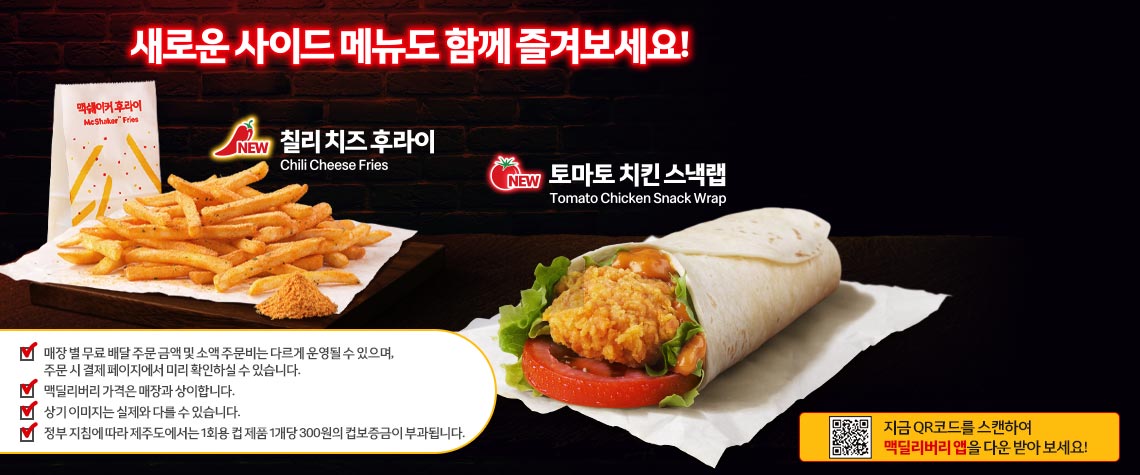 새로운 사이드 메뉴도 함께 즐겨보세요!
맥쉐이커 후라이
McShaker™ Fries
NEW
칠리 치즈 후라이
Chili Cheese Fries
NEW
토마토 치킨 스낵랩
Tomato Chicken Snack Wrap
매장 별 무료 배달 주문 금액 및 소액 주문비는 다르게 운영될 수 있으며,
주문 시 결제 페이지에서 미리 확인하실 수 있습니다.
맥딜리버리 가격은 매장과 상이합니다.
상기 이미지는 실제와 다를 수 있습니다.
정부 지침에 따라 제주도에서는 1회용 컵 제품 1개당 300원의 컵보증금이 부과됩니다.
지금 QR코드를 스캔하여
맥딜리버리 앱을 다운 받아 보세요!